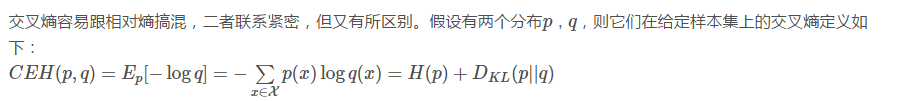 交叉熵容易跟相对熵搞混，二者联系紧密，但又有所区别。假设有两个分布p，q，则它们在给定样本集上的交叉熵定义如
下：
CEH(p,q) = E_p[−log q] = −∑_{x∈𝒳} p(x) log q(x) = H(p) + D_{KL}(p||q)